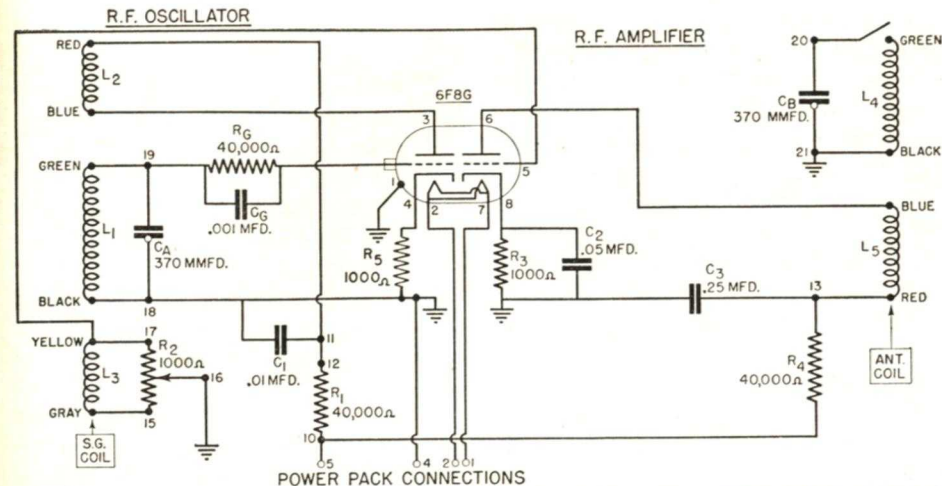 R.F. OSCILLATOR
R.F. AMPLIFIER
RED
L2
BLUE
6F8G
3
6
20
GREEN
CB
370 MMFD.
L4
21
BLACK
GREEN
19
RG
40,000Ω
CG
.001 MFD.
1
4
2
7
8
5
L1
CA
370 MMFD.
BLACK
18
R5
1000Ω
R3
1000Ω
C2
.05 MFD.
C3
.25 MFD.
BLUE
L5
RED
13
YELLOW
17
R2
1000Ω
L3
16
GRAY
15
C1
.01 MFD.
11
12
R1
40,000Ω
10
R4
40,000Ω
ANT.
COIL
S.G.
COIL
5
4
2
1
POWER PACK CONNECTIONS